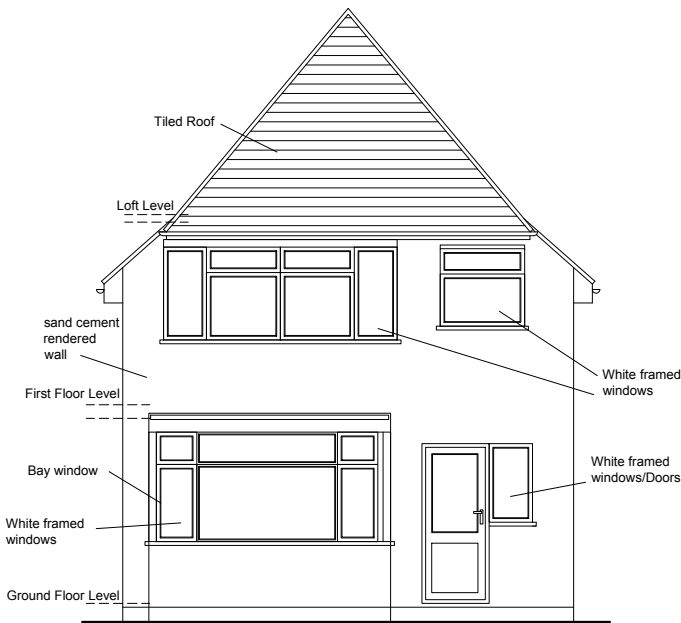 Tiled Roof
Loft Level
sand cement
rendered
wall
White framed
windows
First Floor Level
White framed
windows/Doors
Bay window
White framed
windows
Ground Floor Level